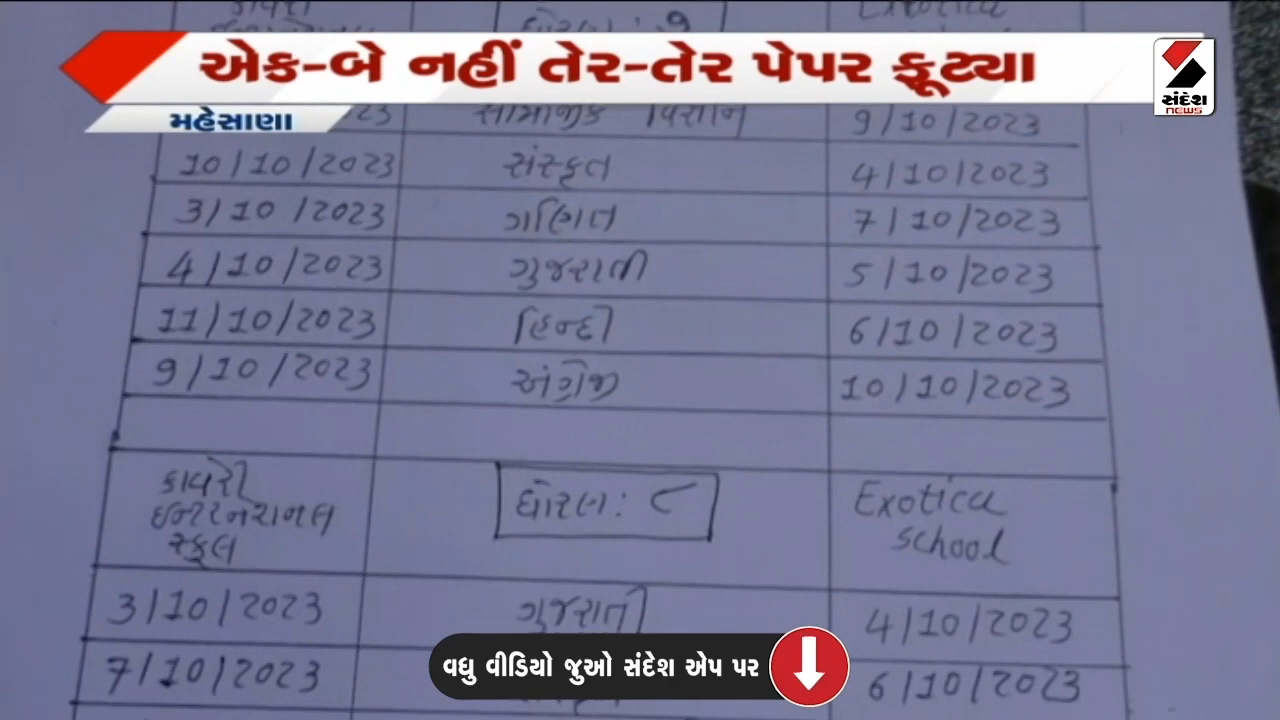 એક-બે નહીં તેર-તેર પેપર ફૂટ્યા
સંદેશ
NEWS
મહેસાણા
ધોરણ : ૭
સામાજીક વિજ્ઞાન 9/10/2023
10/10/2023 સંસ્કૃત 4/10/2023
3/10/2023 ગણિત 7/10/2023
4/10/2023 ગુજરાતી 5/10/2023
11/10/2023 હિન્દી 6/10/2023
9/10/2023 અંગ્રેજી 10/10/2023
કાવેરી
ઇન્ટરનેશનલ
સ્કૂલ
ધોરણ : ૮
Exotica
School
3/10/2023 ગુજરાતી 4/10/2023
7/10/2023 6/10/2023
વધુ વીડિયો જુઓ સંદેશ એપ પર